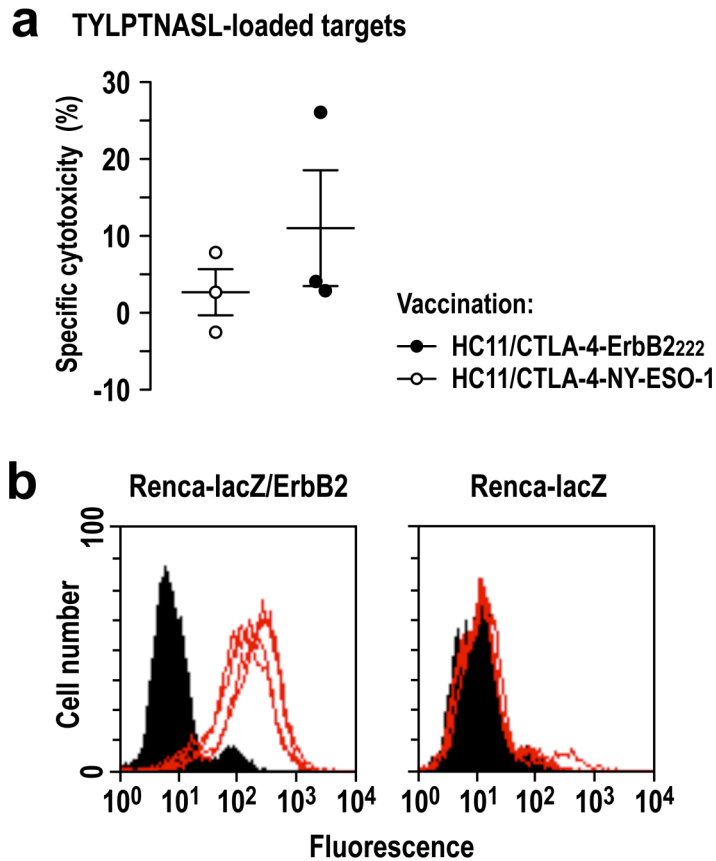 a TYLPTNASL-loaded targets
Specific cytotoxicity (%)
30
20
10
0
-10
Vaccination:
HC11/CTLA-4-ErbB2222
HC11/CTLA-4-NY-ESO-1
b
Renca-lacZ/ErbB2 Renca-lacZ
Cell number
100
0
10⁰ 10¹ 10² 10³ 10⁴ 10⁰ 10¹ 10² 10³ 10⁴
Fluorescence